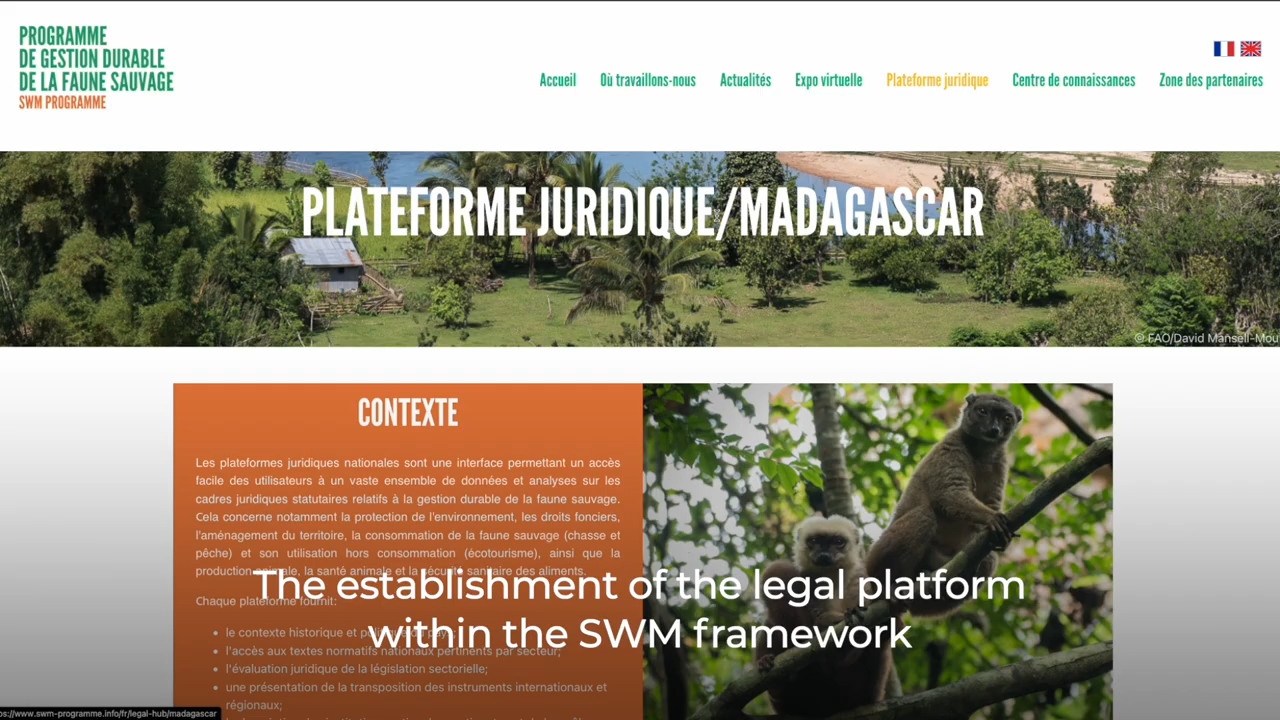 PROGRAMME
DE GESTION DURABLE
DE LA FAUNE SAUVAGE
SWM PROGRAMME
Accueil Où travaillons-nous Actualités Expo virtuelle Plateforme juridique Centre de connaissances Zone des partenaires
PLATEFORME JURIDIQUE/MADAGASCAR
© FAO/David Mansell-Mou
CONTEXTE
Les plateformes juridiques nationales sont une interface permettant un accès
facile des utilisateurs à un vaste ensemble de données et analyses sur les
cadres juridiques statutaires relatifs à la gestion durable de la faune sauvage.
Cela concerne notamment la protection de l'environnement, les droits fonciers,
l'aménagement du territoire, la consommation de la faune sauvage (chasse et
pêche) et son utilisation hors consommation (écotourisme), ainsi que la
production animale, la santé animale et la sécurité sanitaire des aliments.
The establishment of the legal platform
Chaque plateforme fournit:
within the SWM framework
• le contexte historique et politique du pays;
• l'accès aux textes normatifs nationaux pertinents par secteur;
• l'évaluation juridique de la législation sectorielle;
• une présentation de la transposition des instruments internationaux et
régionaux;
ps://www.swm-programme.info/fr/legal-hub/madagascar